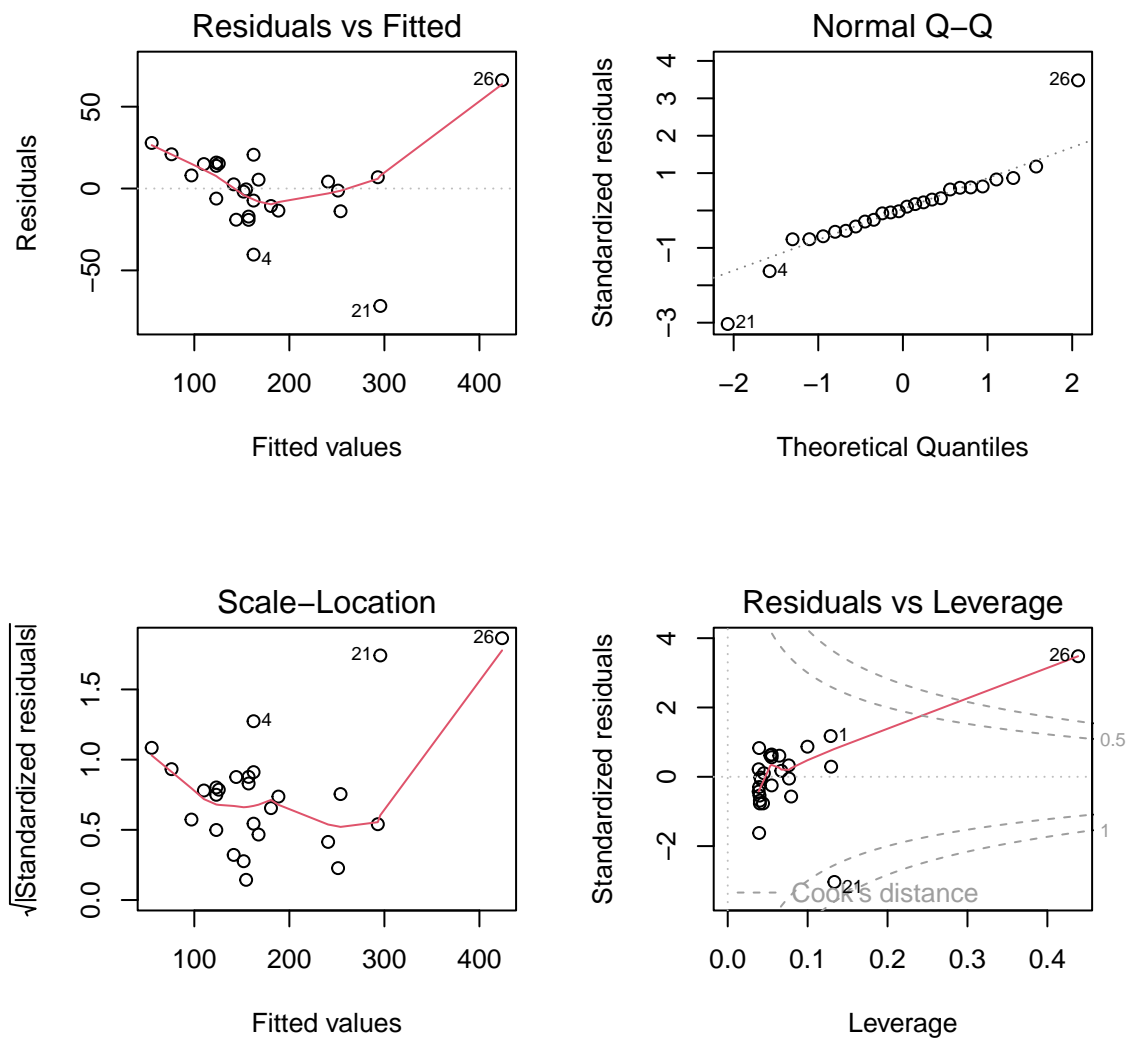 Residuals vs Fitted
Residuals
50
0
−50
26
4
21
100 200 300 400
Fitted values
Normal Q−Q
Standardized residuals
4
3
2
1
−1
−3
26
4
21
−2 −1 0 1 2
Theoretical Quantiles
Scale−Location
√|Standardized residuals|
1.5
1.0
0.5
0.0
26
21
4
100 200 300 400
Fitted values
Residuals vs Leverage
Standardized residuals
4
2
0
−2
26
1
21
0.5
1
Cook's distance
0.0 0.1 0.2 0.3 0.4
Leverage